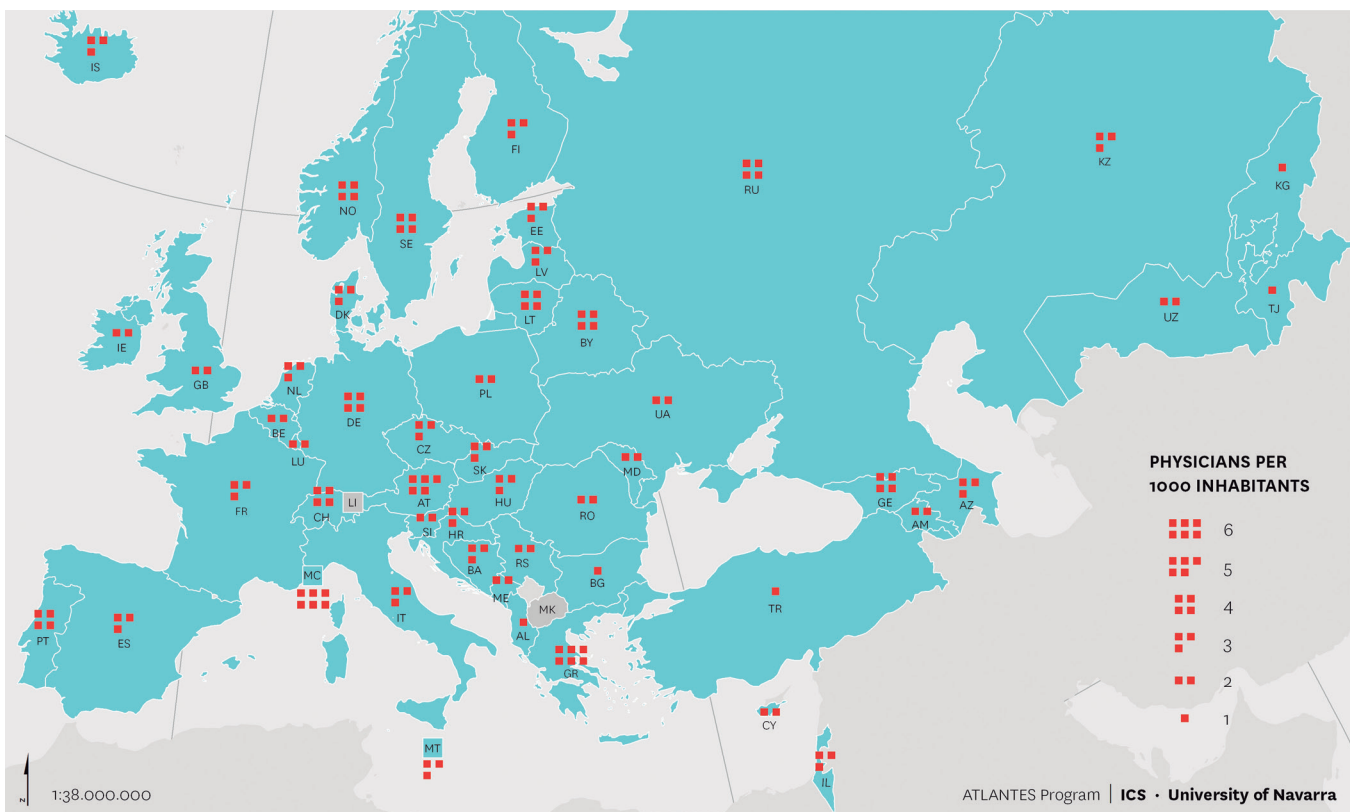 IS
FI
KZ
RU
KG
NO
SE
EE
LV
DK
LT
UZ
TJ
BY
IE
GB
NL
PL
DE
UA
BE
CZ
LU
SK
MD
FR
CH
LI
AT
HU
RO
GE
AZ
AM
SI
HR
BA
RS
MC
ME
BG
TR
MK
PT
ES
IT
AL
GR
CY
MT
IL
PHYSICIANS PER
1000 INHABITANTS
6
5
4
3
2
1
N
1:38.000.000
ATLANTES Program | ICS · University of Navarra